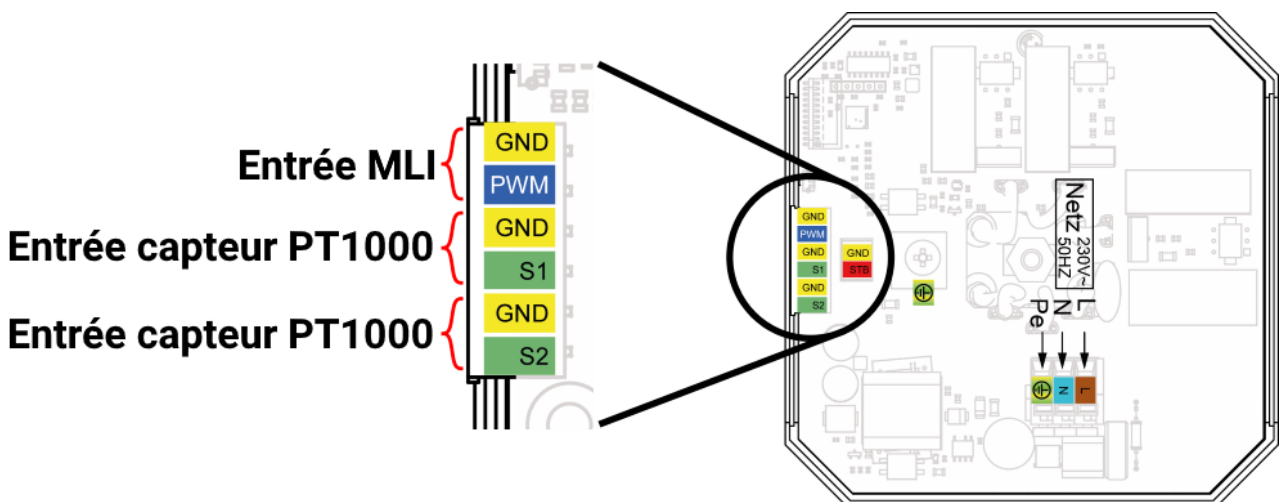 Entrée MLI
Entrée capteur PT1000
Entrée capteur PT1000
GND
PWM
GND
S1
GND
S2
GND
PWM
GND
S1
GND
S2
GND
STB
Netz 230V~
50HZ
L
N
Pe
N
L